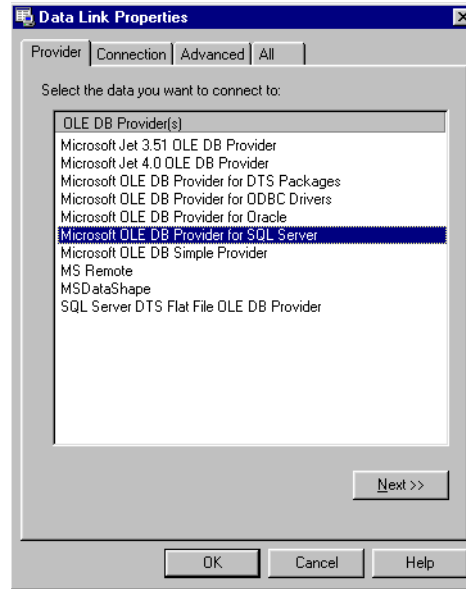 Data Link Properties
Provider Connection Advanced All
Select the data you want to connect to:
OLE DB Provider(s)
Microsoft Jet 3.51 OLE DB Provider
Microsoft Jet 4.0 OLE DB Provider
Microsoft OLE DB Provider for DTS Packages
Microsoft OLE DB Provider for ODBC Drivers
Microsoft OLE DB Provider for Oracle
Microsoft OLE DB Provider for SQL Server
Microsoft OLE DB Simple Provider
MS Remote
MSDataShape
SQL Server DTS Flat File OLE DB Provider
Next >>
OK Cancel Help